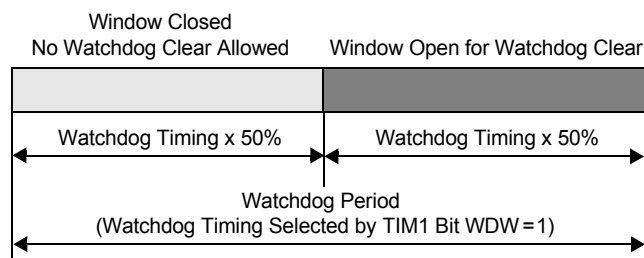 Window Closed
No Watchdog Clear Allowed
Window Open for Watchdog Clear
Watchdog Timing x 50%
Watchdog Timing x 50%
Watchdog Period
(Watchdog Timing Selected by TIM1 Bit WDW =1)